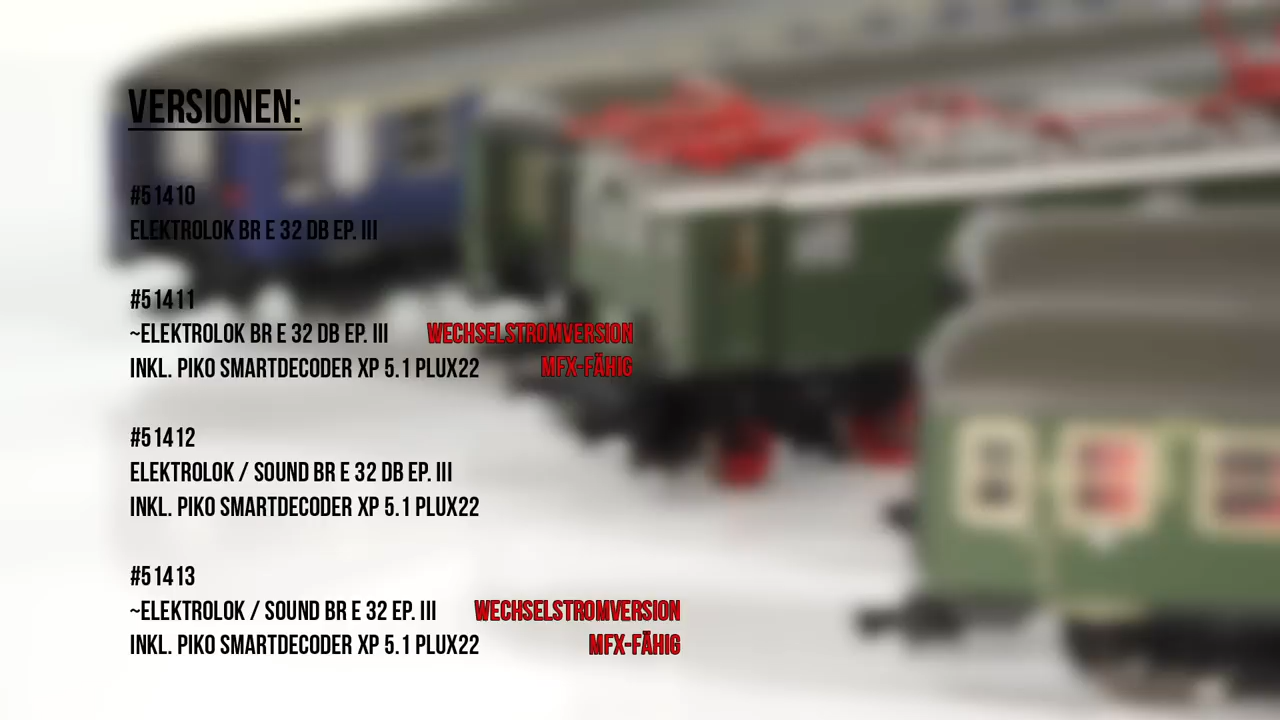 VERSIONEN:
#51410
ELEKTROLOK BR E 32 DB EP. III
#51411
~ELEKTROLOK BR E 32 DB EP. III WECHSELSTROMVERSION
INKL. PIKO SMARTDECODER XP 5.1 PLUX22 MFX-FÄHIG
#51412
ELEKTROLOK / SOUND BR E 32 DB EP. III
INKL. PIKO SMARTDECODER XP 5.1 PLUX22
#51413
~ELEKTROLOK / SOUND BR E 32 EP. III WECHSELSTROMVERSION
INKL. PIKO SMARTDECODER XP 5.1 PLUX22 MFX-FÄHIG